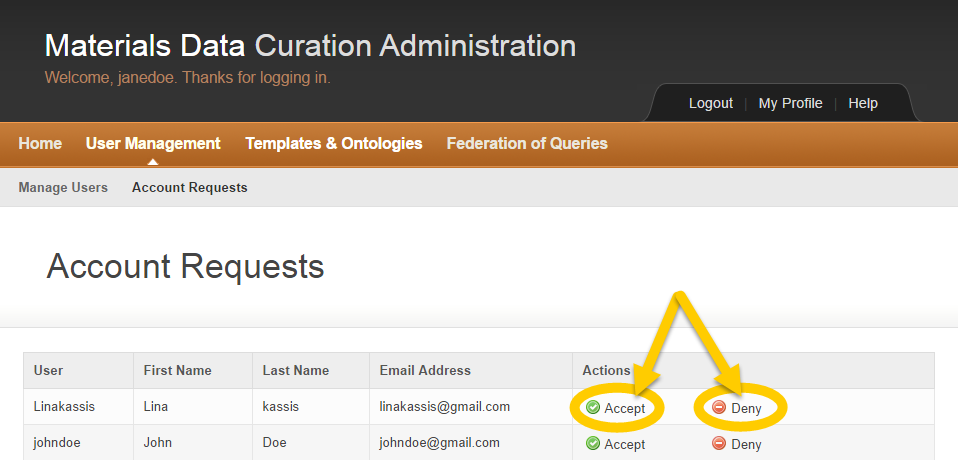 Materials Data Curation Administration
Welcome, janedoe. Thanks for logging in.
Logout | My Profile | Help
Home User Management Templates & Ontologies Federation of Queries
Manage Users Account Requests
Account Requests
User First Name Last Name Email Address Actions
Linakassis Lina kassis linakassis@gmail.com Accept Deny
johndoe John Doe johndoe@gmail.com Accept Deny